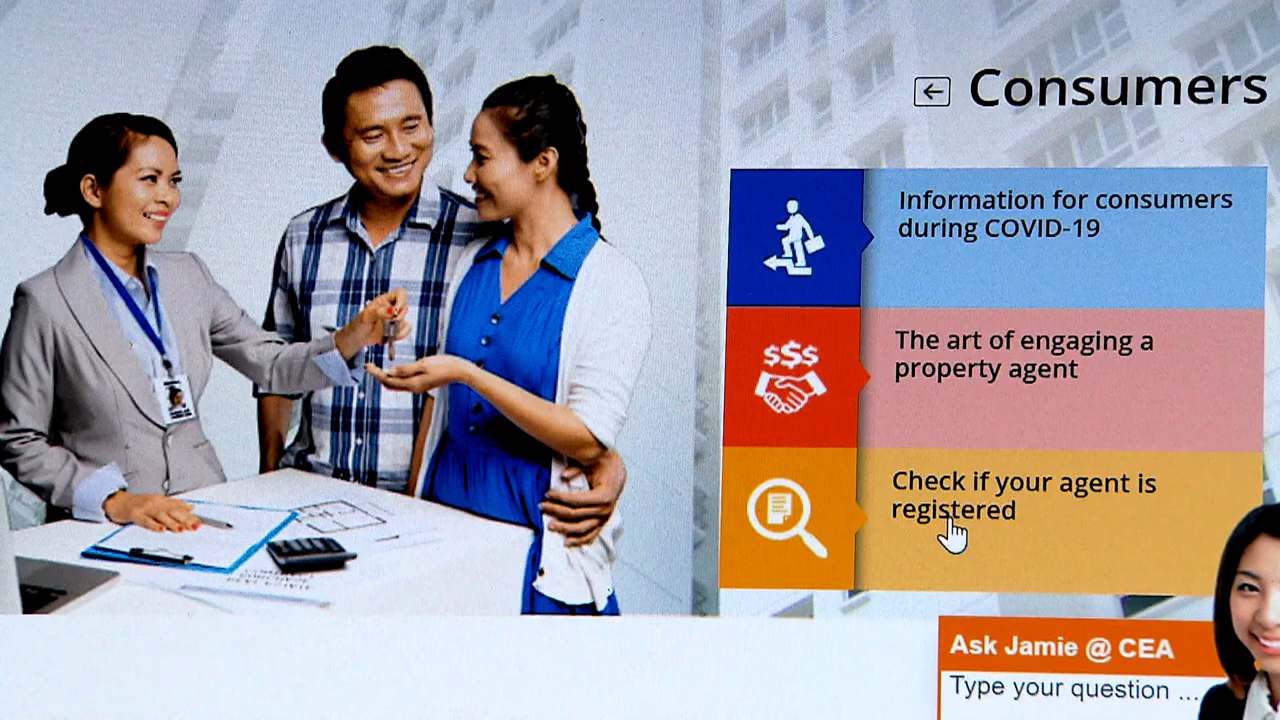 Consumers
Information for consumers
during COVID-19
$$$
The art of engaging a
property agent
Check if your agent is
registered
Ask Jamie @ CEA
Type your question ...